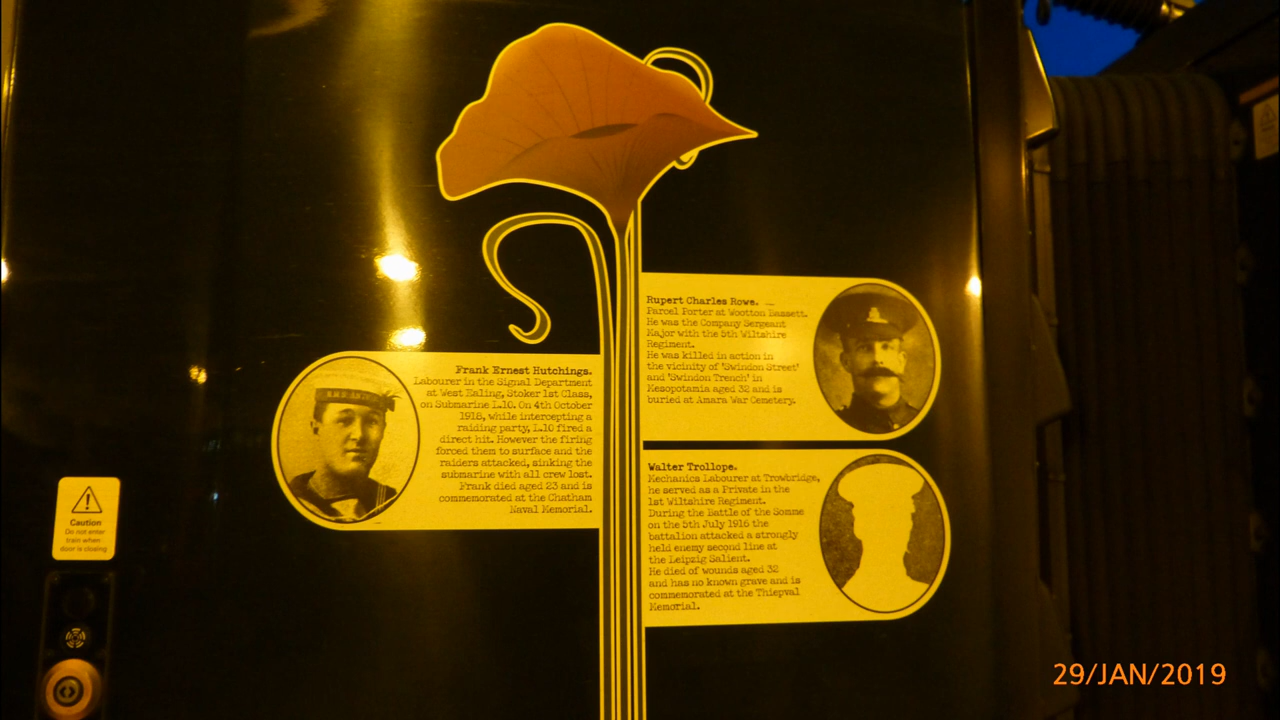 Rupert Charles Rowe.
Parcel Porter at Wootton Bassett.
He was the Company Sergeant
Major with the 5th Wiltshire
Regiment.
He was killed in action in
the vicinity of 'Swindon Street'
and 'Swindon Trench' in
Mesopotamia aged 32 and is
buried at Amara War Cemetery.
Frank Ernest Hutchings.
Labourer in the Signal Department
at West Ealing, Stoker 1st Class,
on Submarine L.10. On 4th October
1918, while intercepting a
raiding party, L.10 fired a
direct hit. However the firing
forced them to surface and the
raiders attacked, sinking the
submarine with all crew lost.
Frank died aged 23 and is
commemorated at the Chatham
Naval Memorial.
Walter Trollope.
Mechanics Labourer at Trowbridge,
he served as a Private in the
1st Wiltshire Regiment.
During the Battle of the Somme
on the 5th July 1916 the
battalion attacked a strongly
held enemy second line at
the Leipzig Salient.
He died of wounds aged 32
and has no known grave and is
commemorated at the Thiepval
Memorial.
Caution
Do not enter
train when
door is closing
29/JAN/2019